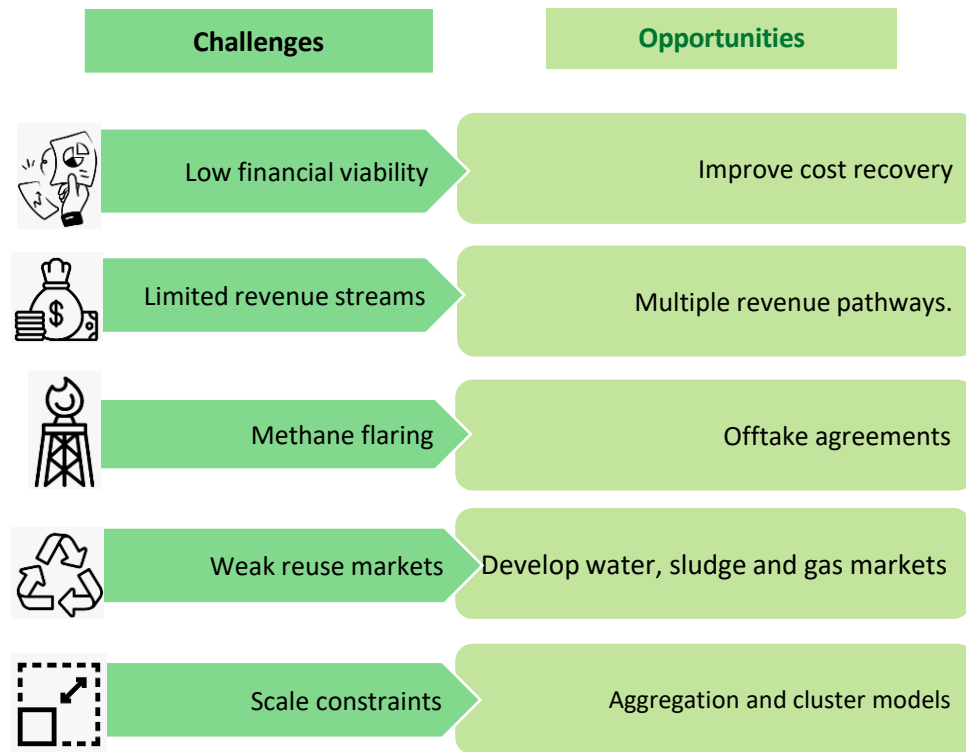 Challenges
Opportunities
Low financial viability
Improve cost recovery
Limited revenue streams
Multiple revenue pathways.
Methane flaring
Offtake agreements
Weak reuse markets
Develop water, sludge and gas markets
Scale constraints
Aggregation and cluster models